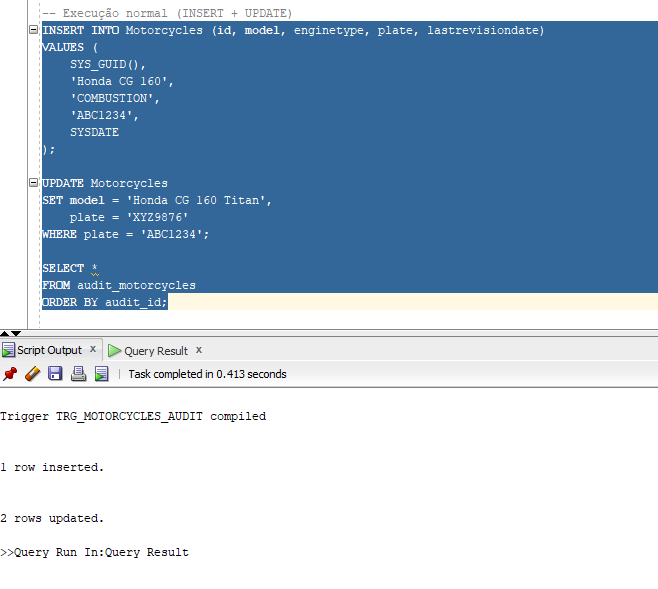 -- Execução normal (INSERT + UPDATE)
INSERT INTO Motorcycles (id, model, enginetype, plate, lastrevisiondate)
VALUES (
SYS_GUID(),
'Honda CG 160',
'COMBUSTION',
'ABC1234',
SYSDATE
);
UPDATE Motorcycles
SET model = 'Honda CG 160 Titan',
plate = 'XYZ9876'
WHERE plate = 'ABC1234';
SELECT *
FROM audit_motorcycles
ORDER BY audit_id;
Script Output x Query Result x
Task completed in 0.413 seconds
Trigger TRG_MOTORCYCLES_AUDIT compiled
1 row inserted.
2 rows updated.
>>Query Run In:Query Result